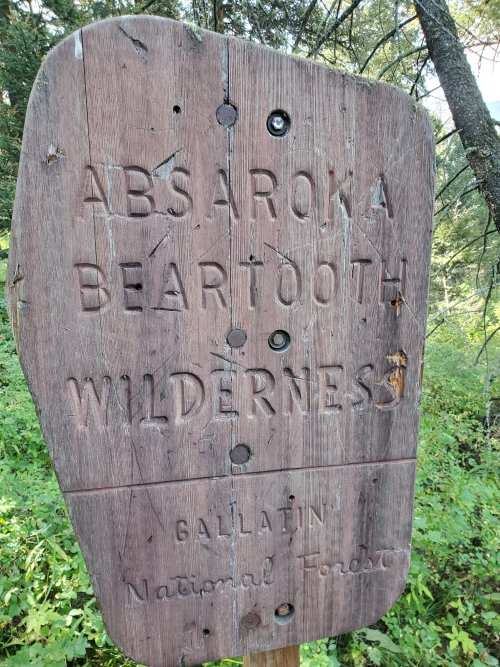 ABSAROKA
BEARTOOTH
WILDERNESS
GALLATIN
National Forest